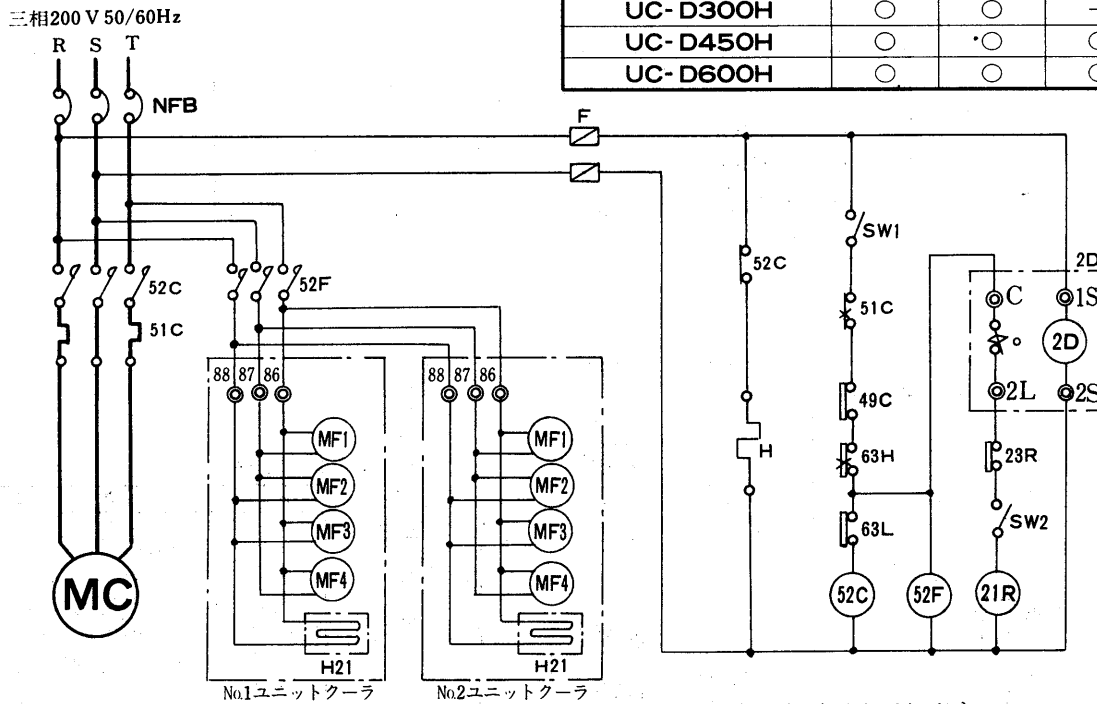 三相200 V 50/60Hz
R S T
NFB
UC-D300H ○ ○
UC-D450H ○ ○
UC-D600H ○ ○
F
52C
51C
52F
52C
H
SW1
51C
49C
63H
63L
52C
52F
21R
C
2L
23R
SW2
2D
1S
2D
2S
MC
88 87 86
MF1
MF2
MF3
MF4
H21
No.1ユニットクーラ
88 87 86
MF1
MF2
MF3
MF4
H21
No.2ユニットクーラ